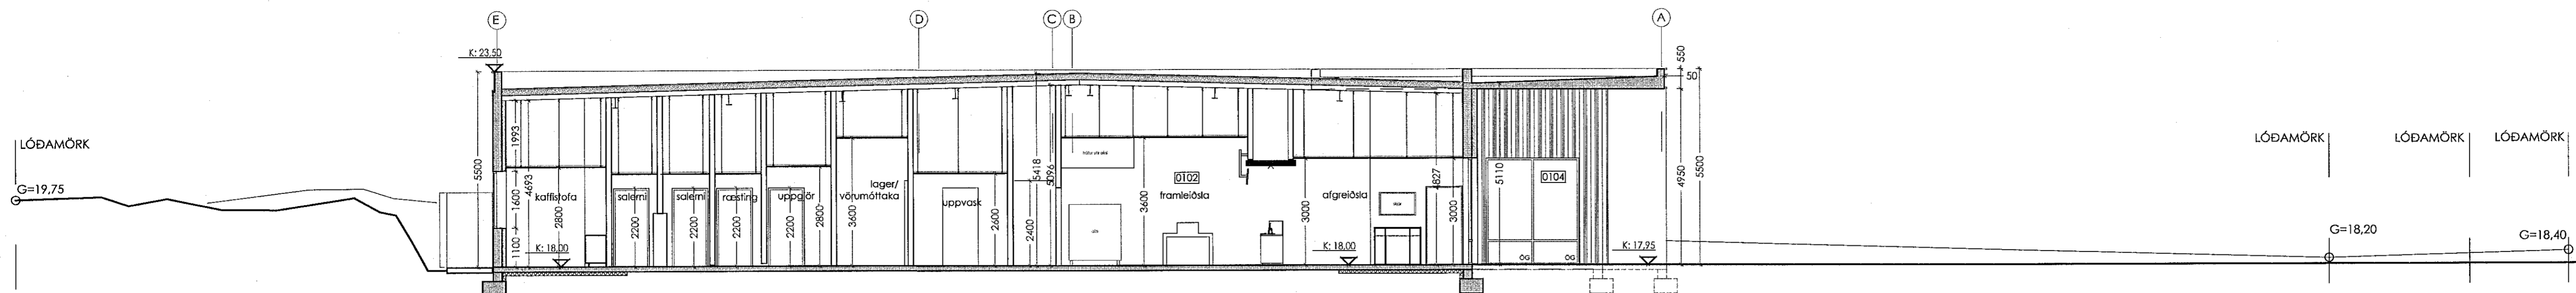 E
D
C
B
A
K: 23.50
550
50
LÓÐAMÖRK
G=19,75
5500
1993
4693
1600
1100
kaffistofa
2800
K: 18,00
salerni
2200
salerni
2200
ræsting
2200
uppgjör
2200
2800
lager/
vörumóttaka
3600
uppvask
2600
2400
5418
5096
3600
0102
framleiðsla
3000
afgreiðsla
K: 18,00
4827
3000
5110
0104
ÖG
ÖG
K: 17,95
4950
5500
LÓÐAMÖRK
LÓÐAMÖRK
LÓÐAMÖRK
G=18,20
G=18,40